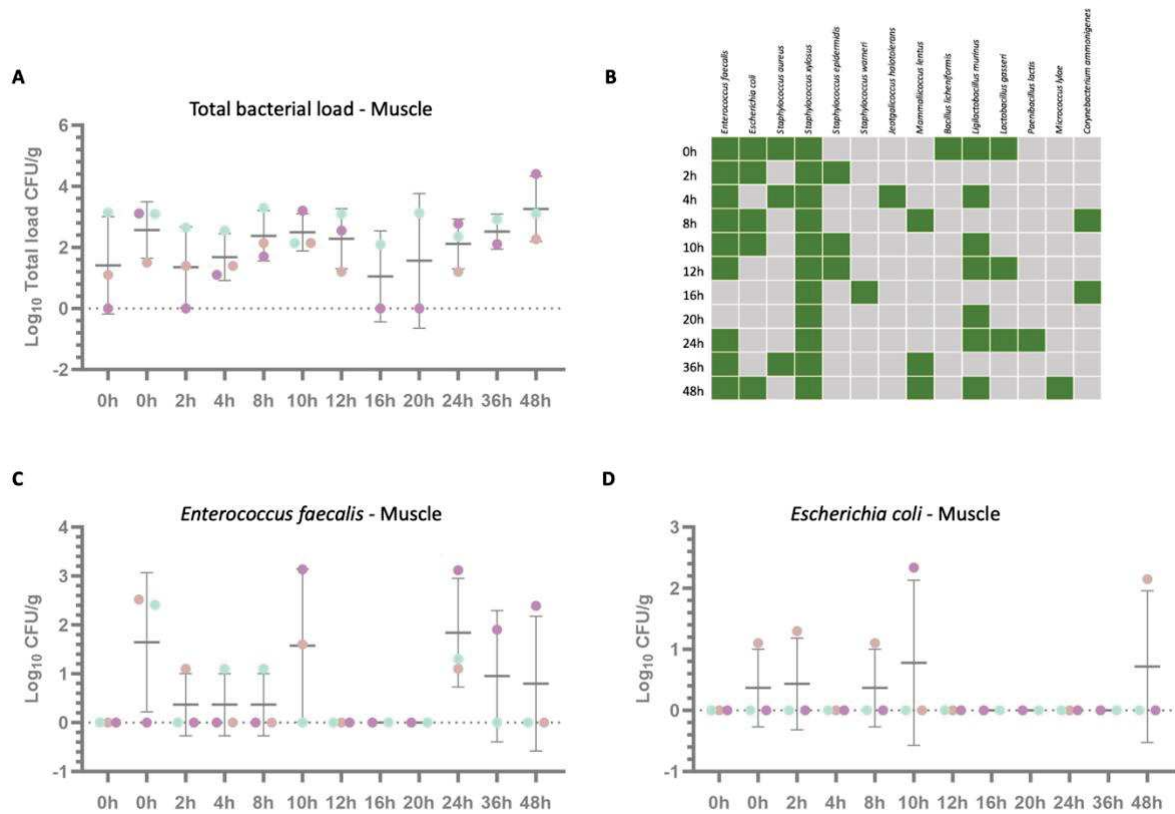 A
Total bacterial load - Muscle
Log10 Total load CFU/g
6
4
2
0
-2
0h 0h 2h 4h 8h 10h 12h 16h 20h 24h 36h 48h
B
Enterococcus faecalis
Escherichia coli
Staphylococcus aureus
Staphylococcus xylosus
Staphylococcus epidermidis
Staphylococcus warneri
Jeotgalicoccus halotolerans
Mammaliicoccus lentus
Bacillus licheniformis
Ligilactobacillus murinus
Lactobacillus gasseri
Paenibacillus lactis
Micrococcus lylae
Corynebacterium ammonigenes
0h
2h
4h
8h
10h
12h
16h
20h
24h
36h
48h
C
Enterococcus faecalis - Muscle
Log10 CFU/g
4
3
2
1
0
-1
0h 0h 2h 4h 8h 10h 12h 16h 20h 24h 36h 48h
D
Escherichia coli - Muscle
Log10 CFU/g
3
2
1
0
-1
0h 0h 2h 4h 8h 10h 12h 16h 20h 24h 36h 48h